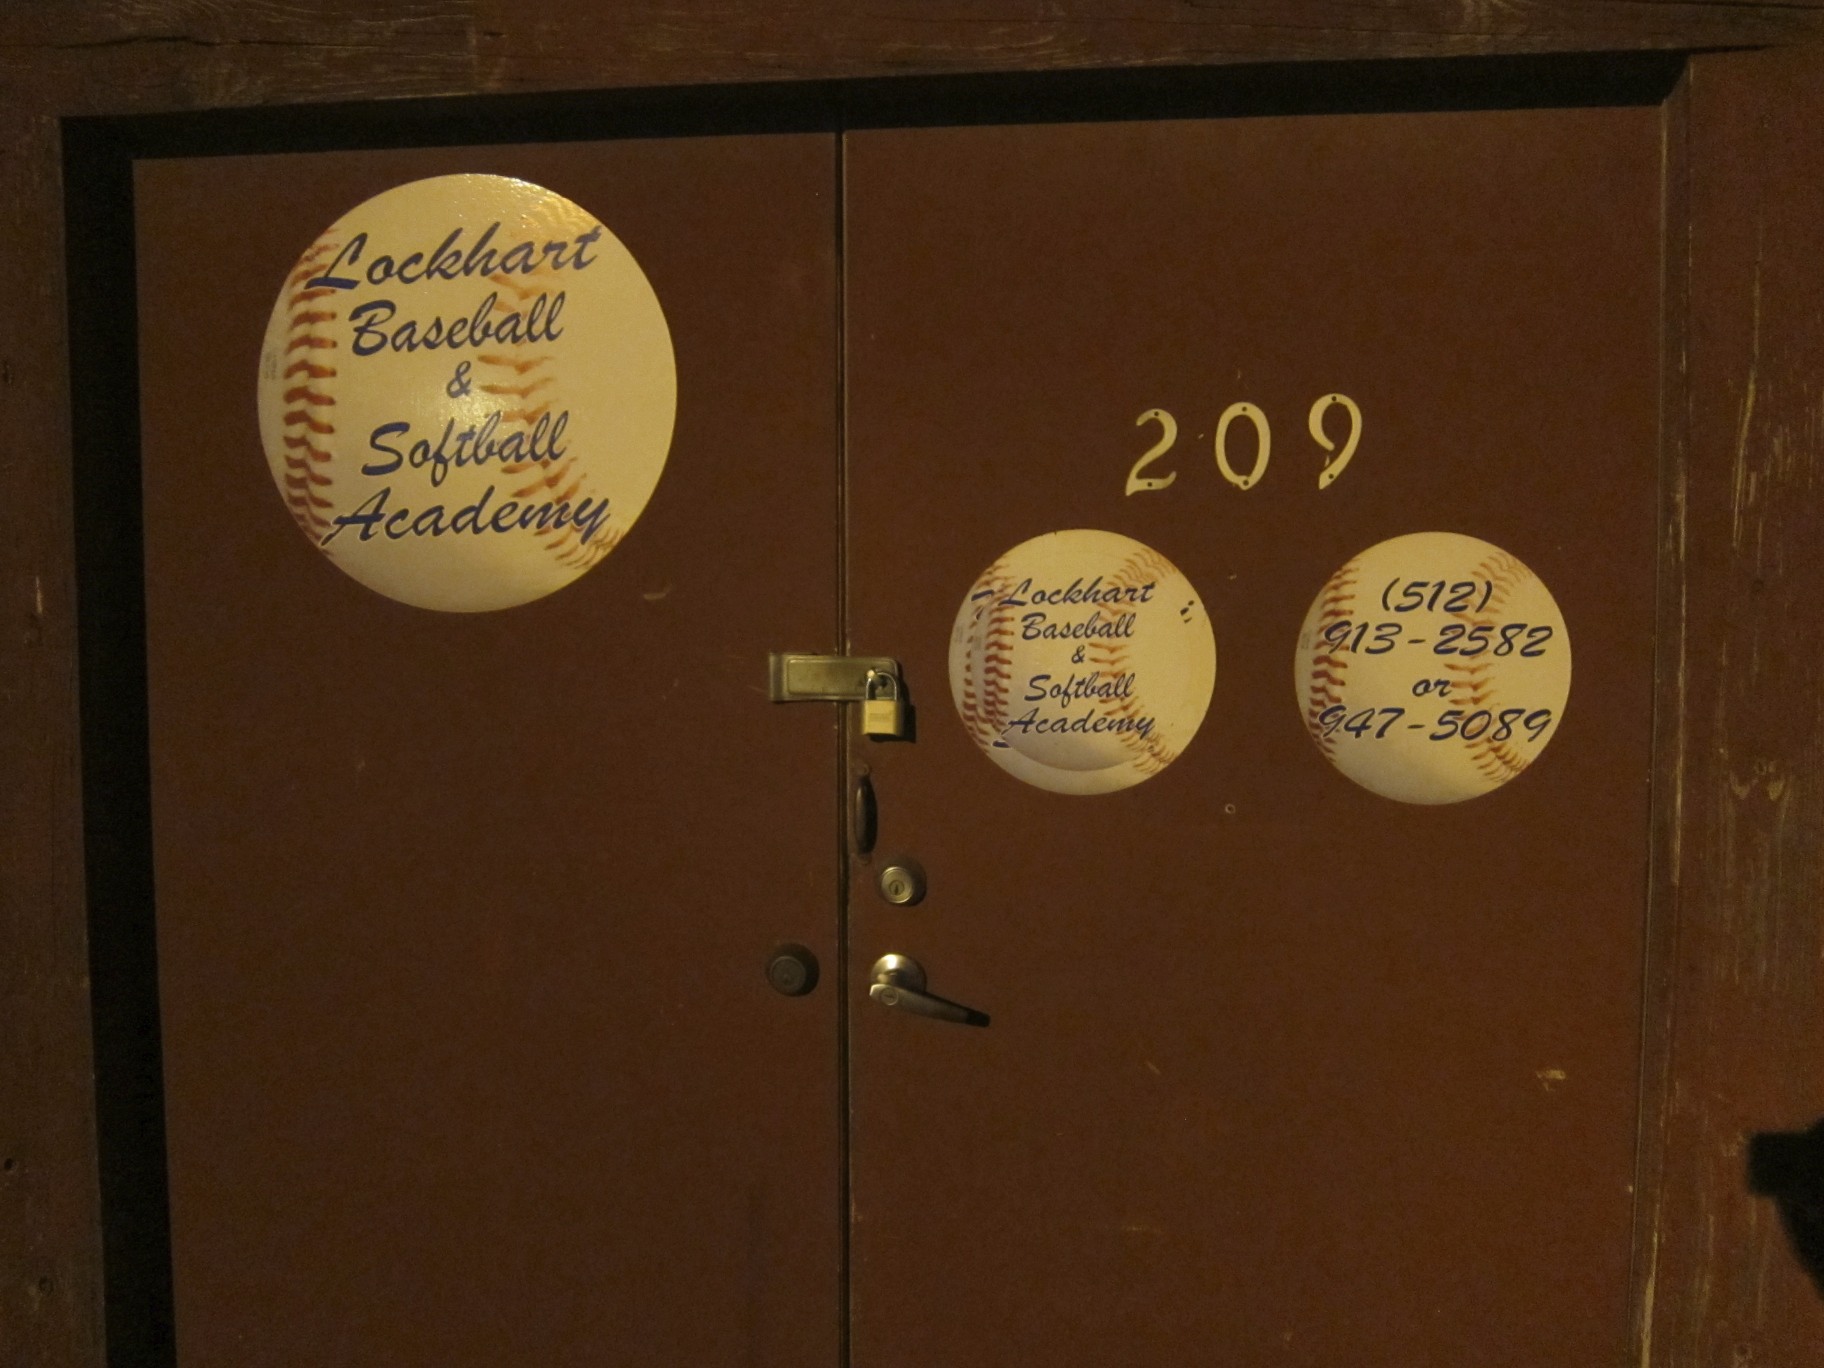 Lockhart
Baseball
&
Softball
Academy
209
Lockhart
Baseball
&
Softball
Academy
(512)
913-2582
or
947-5089